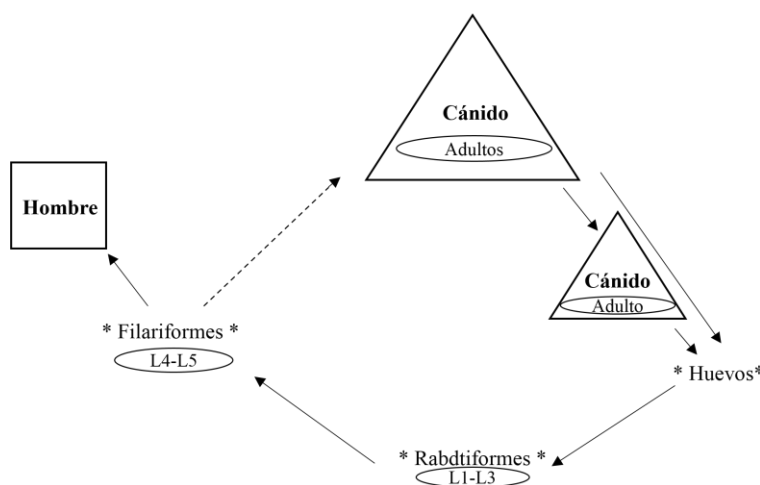 Cánido
Adultos
Hombre
Cánido
Adulto
* Filariformes *
L4-L5
* Huevos*
* Rabdtiformes *
L1-L3